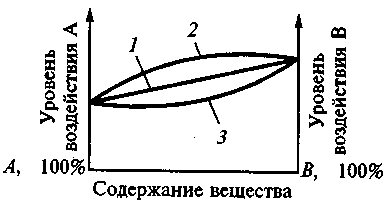 Уровень
воздействия А
1
2
3
Уровень
воздействия В
А, 100%
В, 100%
Содержание вещества